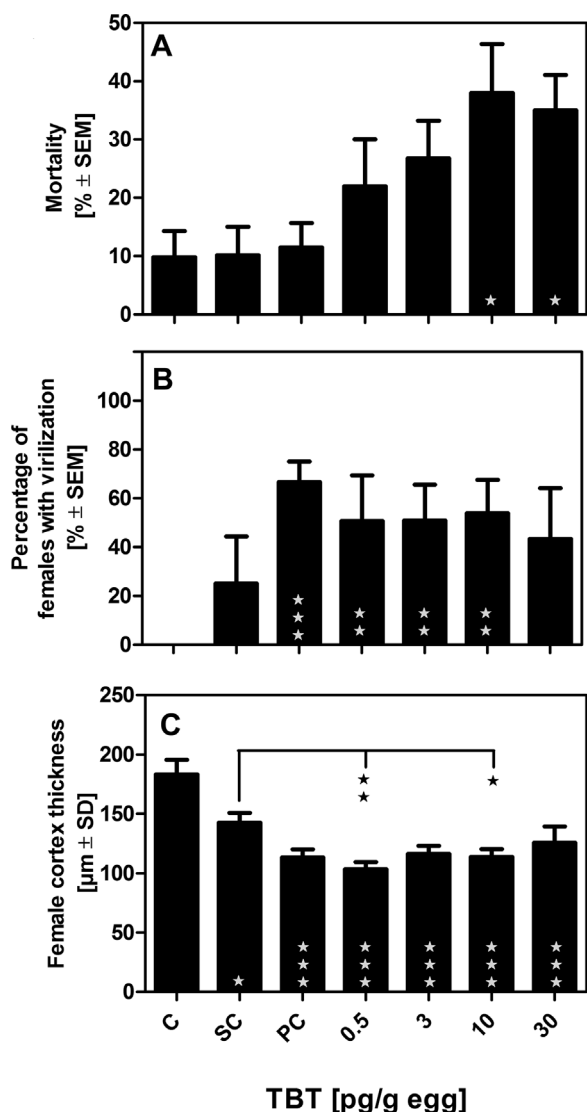 A
Mortality
[% ± SEM]
50
40
30
20
10
0
B
Percentage of
females with virilization
[% ± SEM]
100
80
60
40
20
0
C
Female cortex thickness
[µm ± SD]
250
200
150
100
50
0
C SC PC 0.5 3 10 30
TBT [pg/g egg]